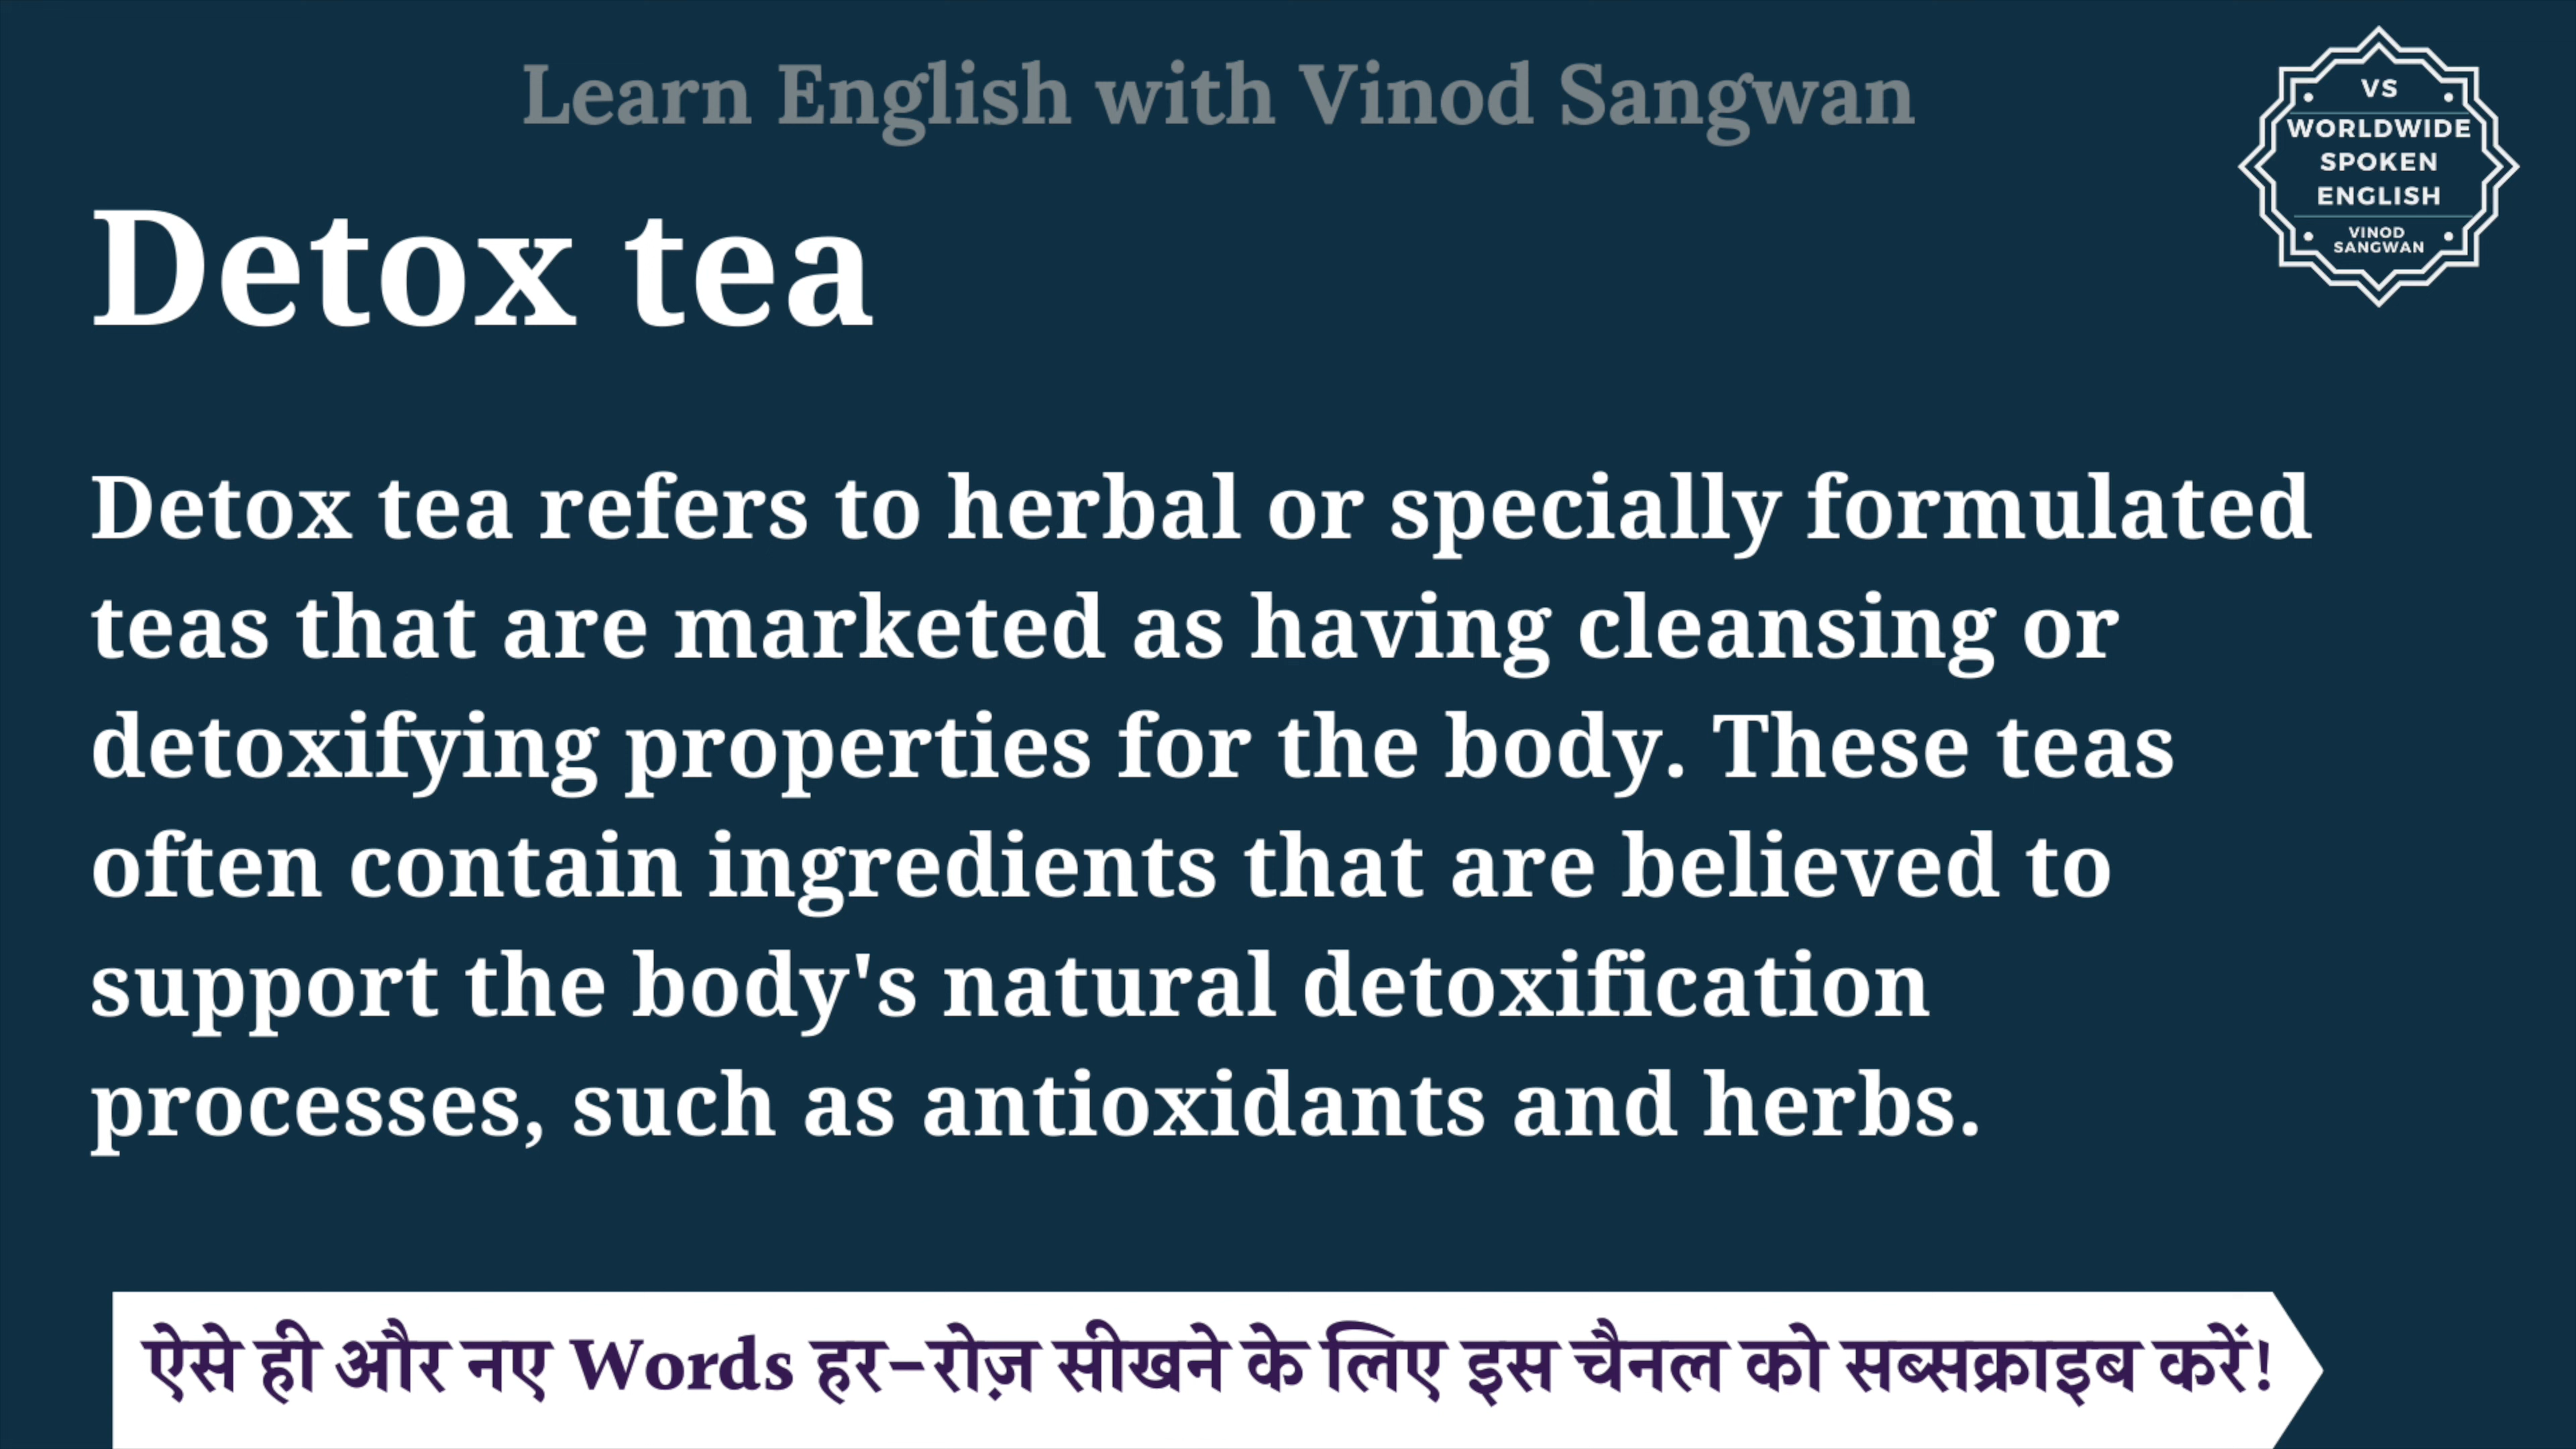 Learn English with Vinod Sangwan
VS
WORLDWIDE
SPOKEN
ENGLISH
VINOD
SANGWAN
Detox tea
Detox tea refers to herbal or specially formulated
teas that are marketed as having cleansing or
detoxifying properties for the body. These teas
often contain ingredients that are believed to
support the body's natural detoxification
processes, such as antioxidants and herbs.
ऐसे ही और नए Words हर-रोज़ सीखने के लिए इस चैनल को सब्सक्राइब करें!